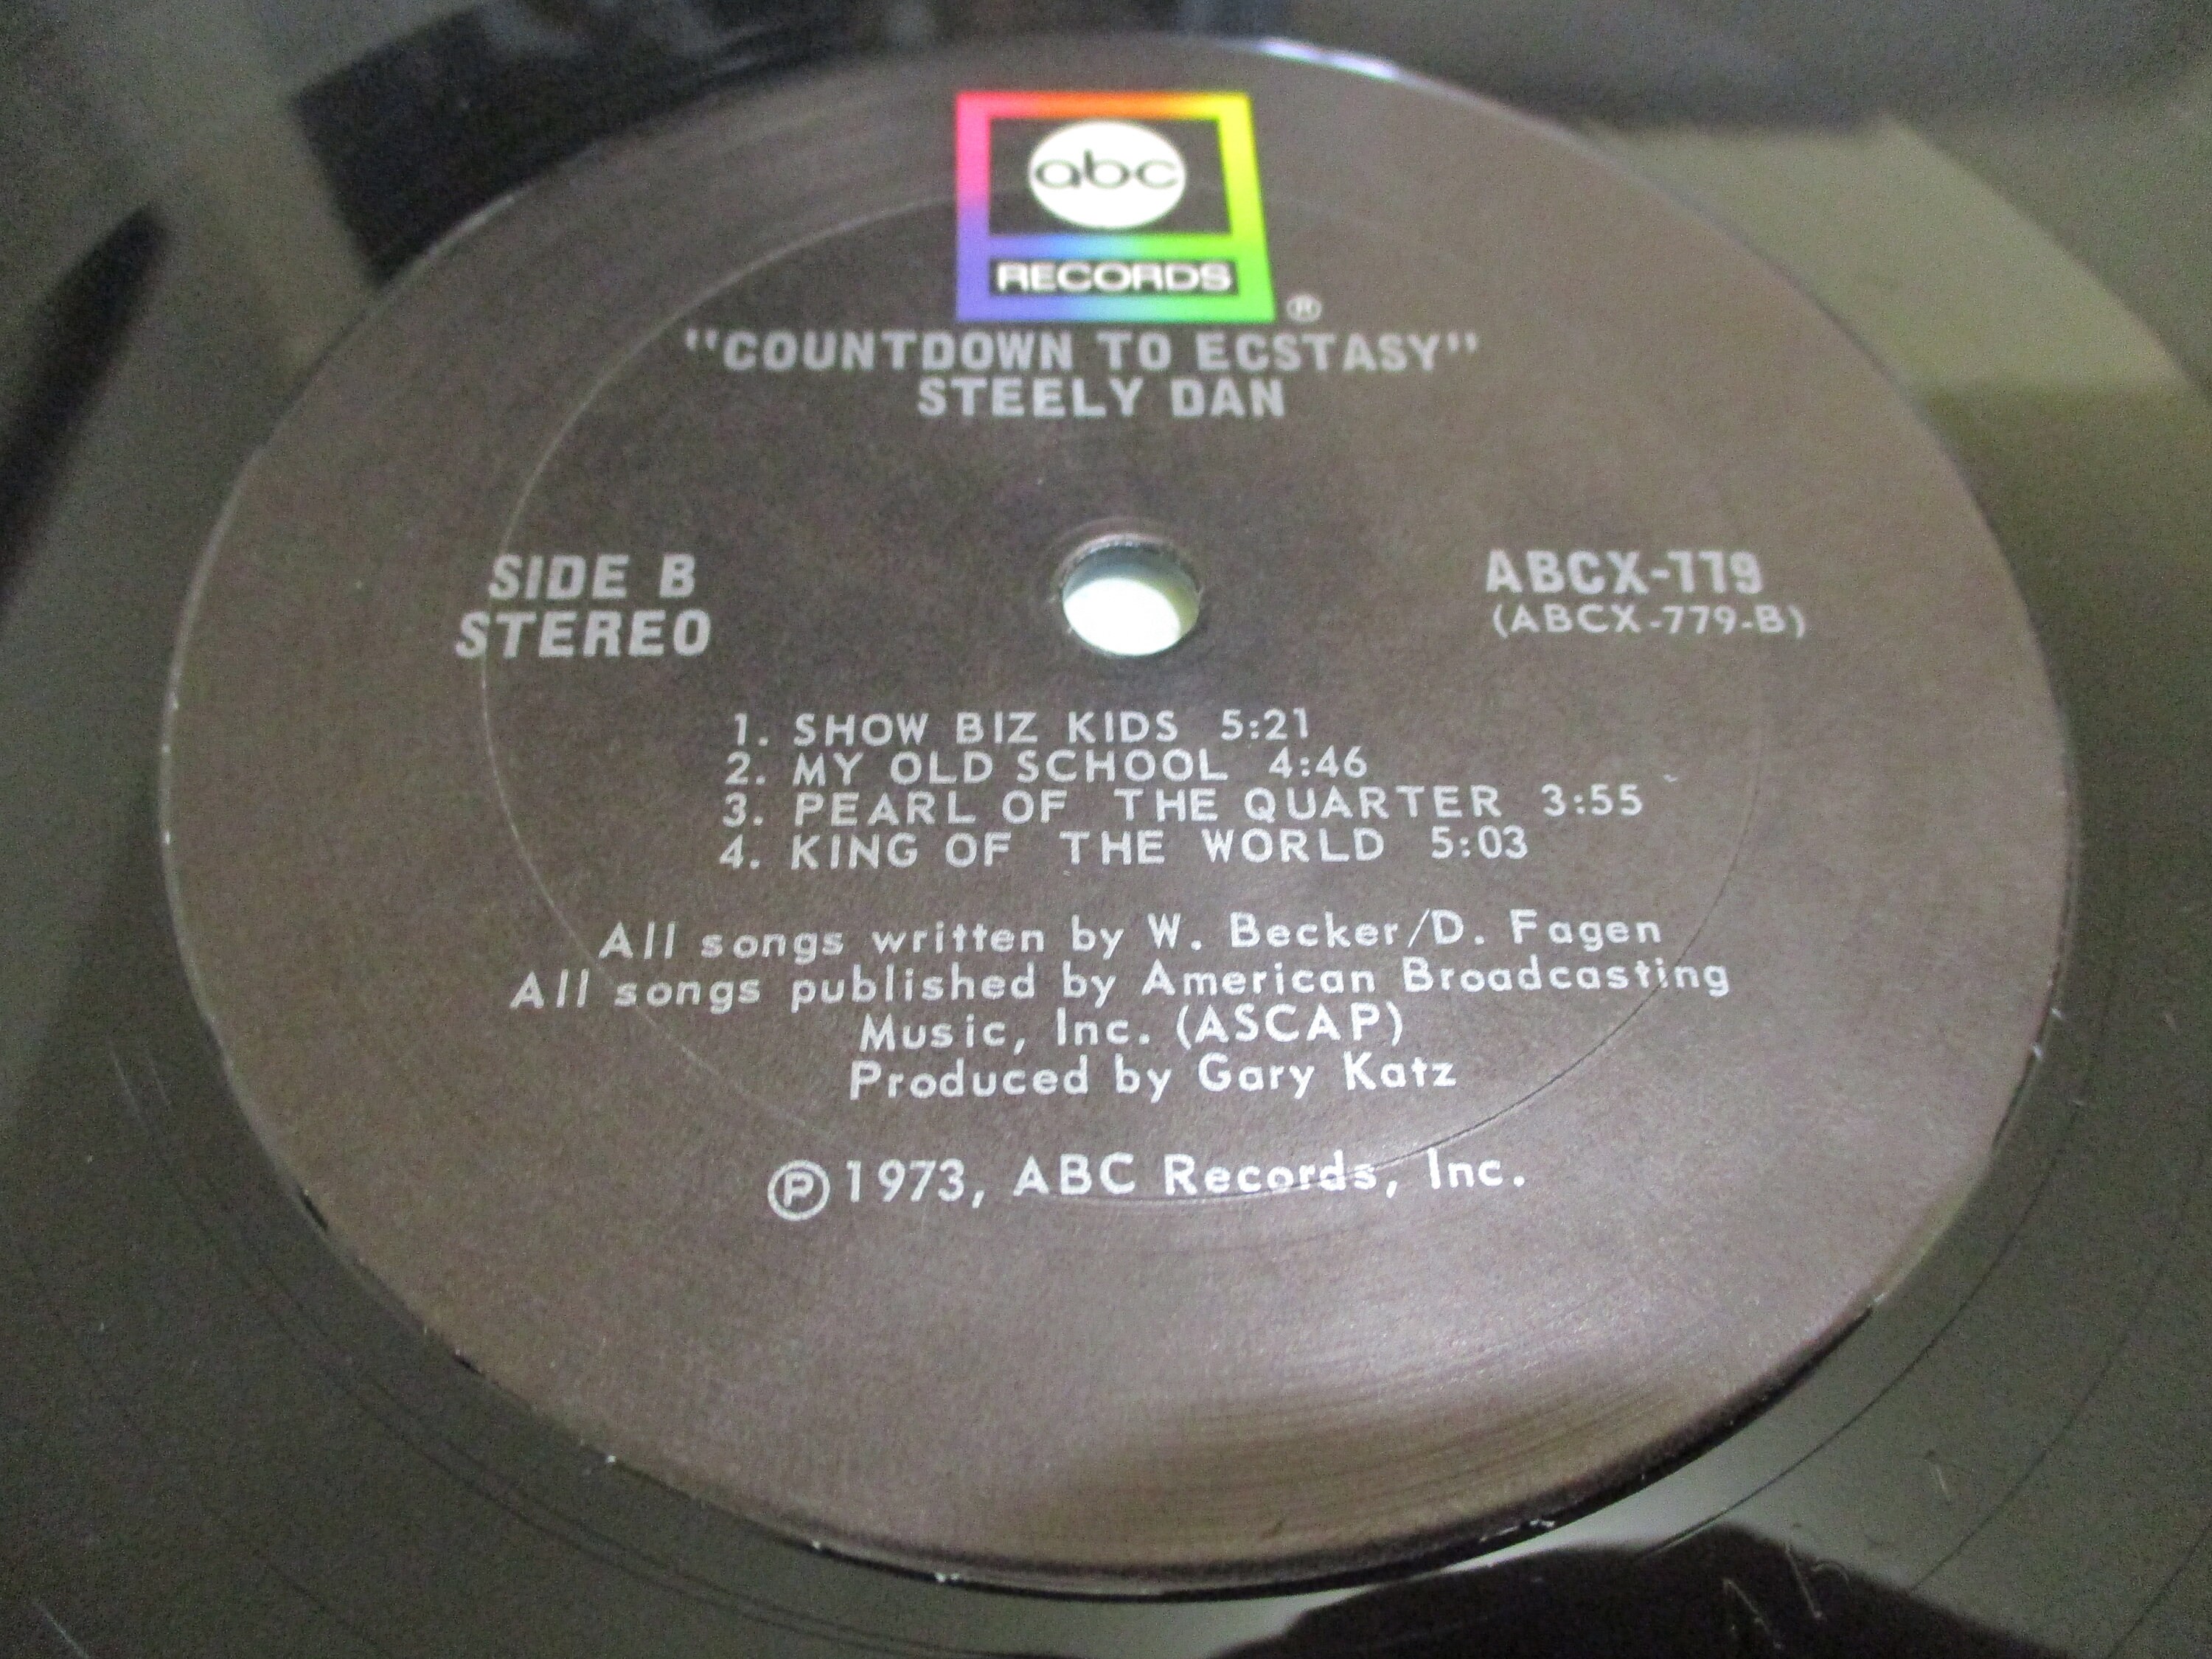 abc
RECORDS
®
"COUNTDOWN TO ECSTASY"
STEELY DAN
SIDE B
STEREO
ABCX-779
(ABCX-779-B)
1. SHOW BIZ KIDS 5:21
2. MY OLD SCHOOL 4:46
3. PEARL OF THE QUARTER 3:55
4. KING OF THE WORLD 5:03
All songs written by W. Becker/D. Fagen
All songs published by American Broadcasting
Music, Inc. (ASCAP)
Produced by Gary Katz
℗1973, ABC Records, Inc.